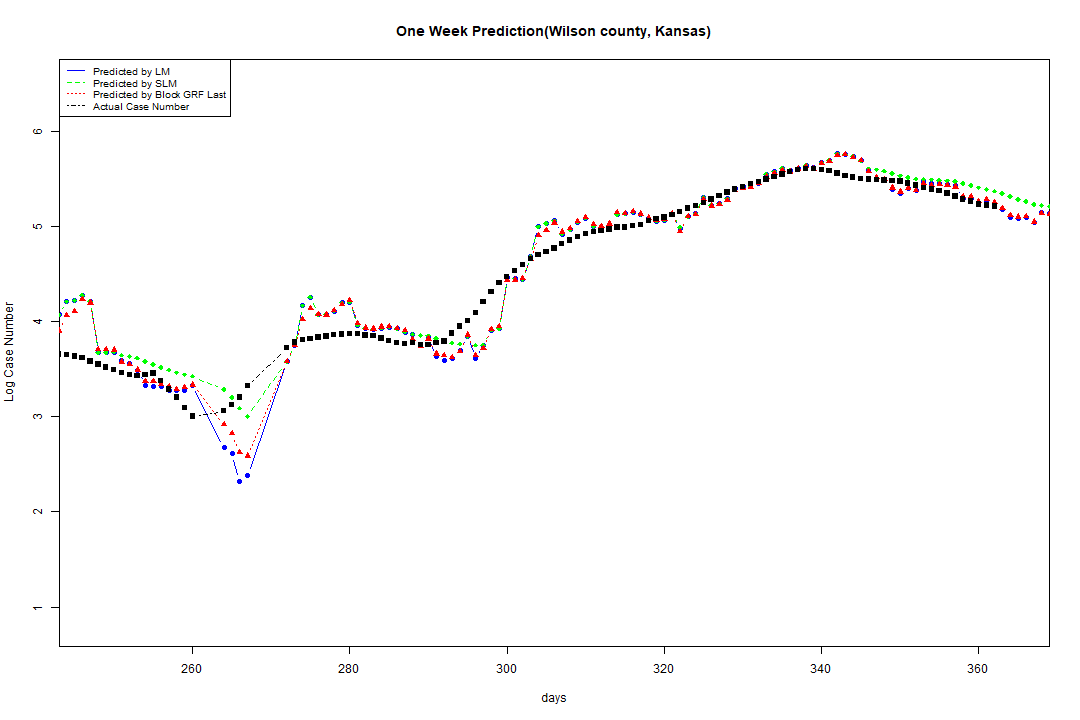 One Week Prediction(Wilson county, Kansas)
Predicted by LM
Predicted by SLM
Predicted by Block GRF Last
Actual Case Number
6
5
4
3
2
1
Log Case Number
260 280 300 320 340 360
days